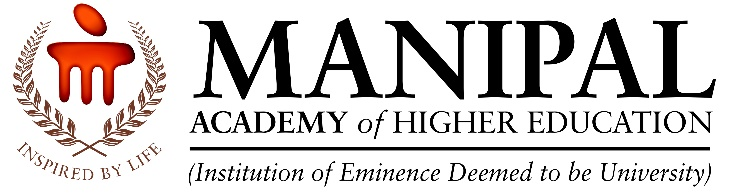 INSPIRED BY LIFE
MANIPAL
ACADEMY of HIGHER EDUCATION
(Institution of Eminence Deemed to be University)